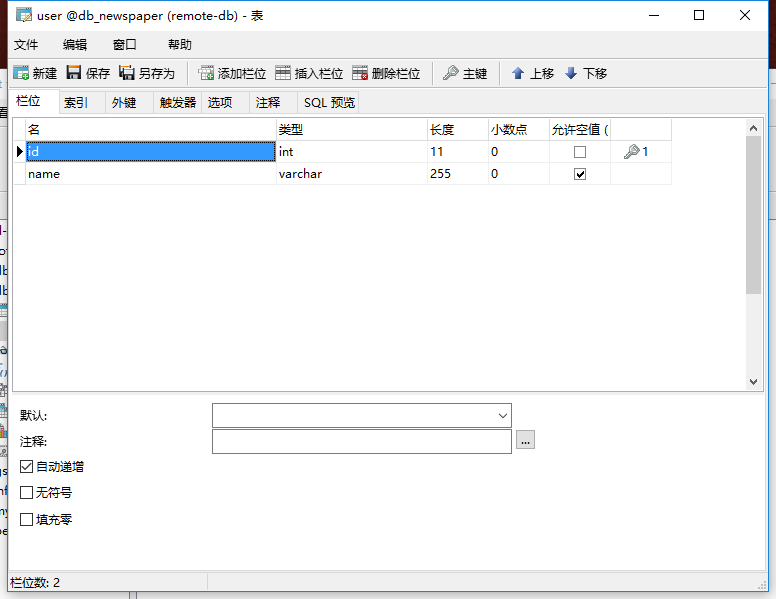 user @db_newspaper (remote-db) - 表
文件 编辑 窗口 帮助
新建 保存 另存为 添加栏位 插入栏位 删除栏位 主键 上移 下移
栏位 索引 外键 触发器 选项 注释 SQL 预览
名 类型 长度 小数点 允许空值 (
id int 11 0 1
name varchar 255 0
默认:
注释: ...
自动递增
无符号
填充零
栏位数: 2